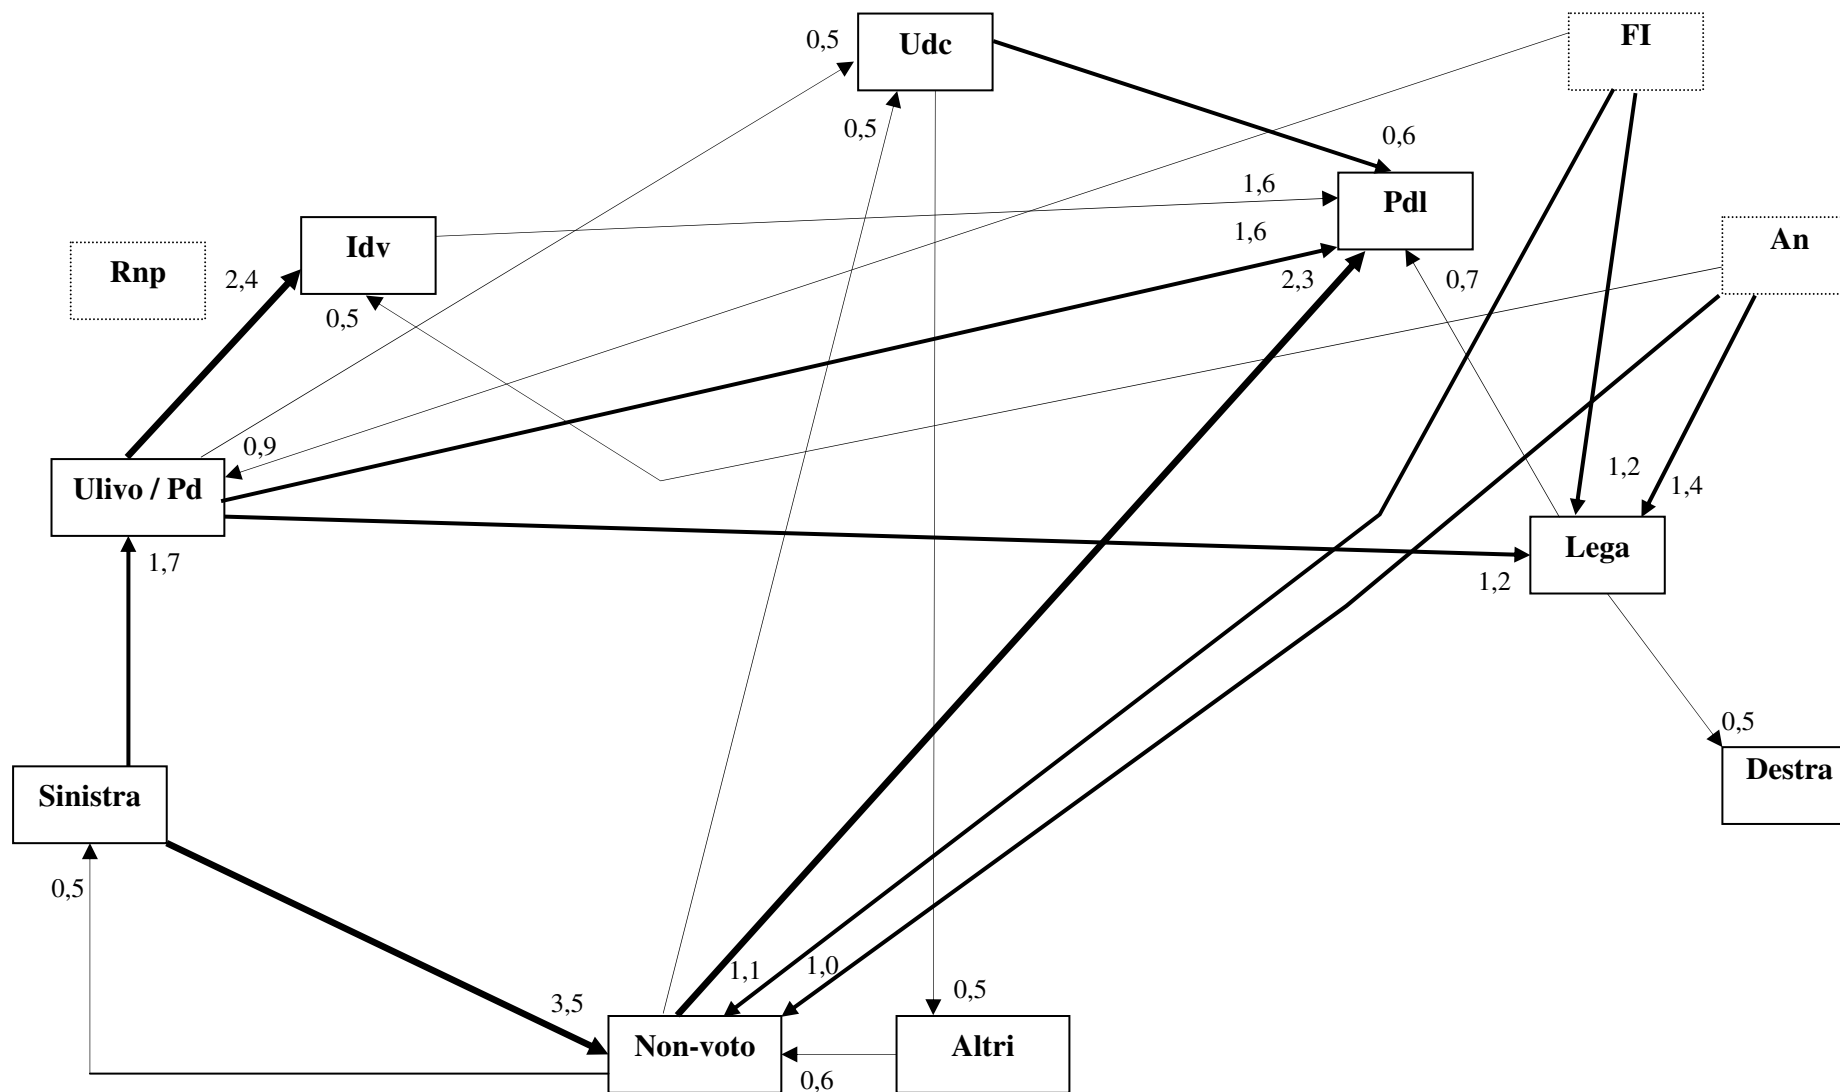 FI
Udc
0,5
0,5
0,6
Pdl
1,6
1,6
An
Idv
Rnp
2,4
2,3
0,7
0,5
0,9
Ulivo / Pd
1,2
1,4
Lega
1,7
1,2
0,5
Destra
Sinistra
0,5
1,1
1,0
0,5
3,5
Non-voto
Altri
0,6